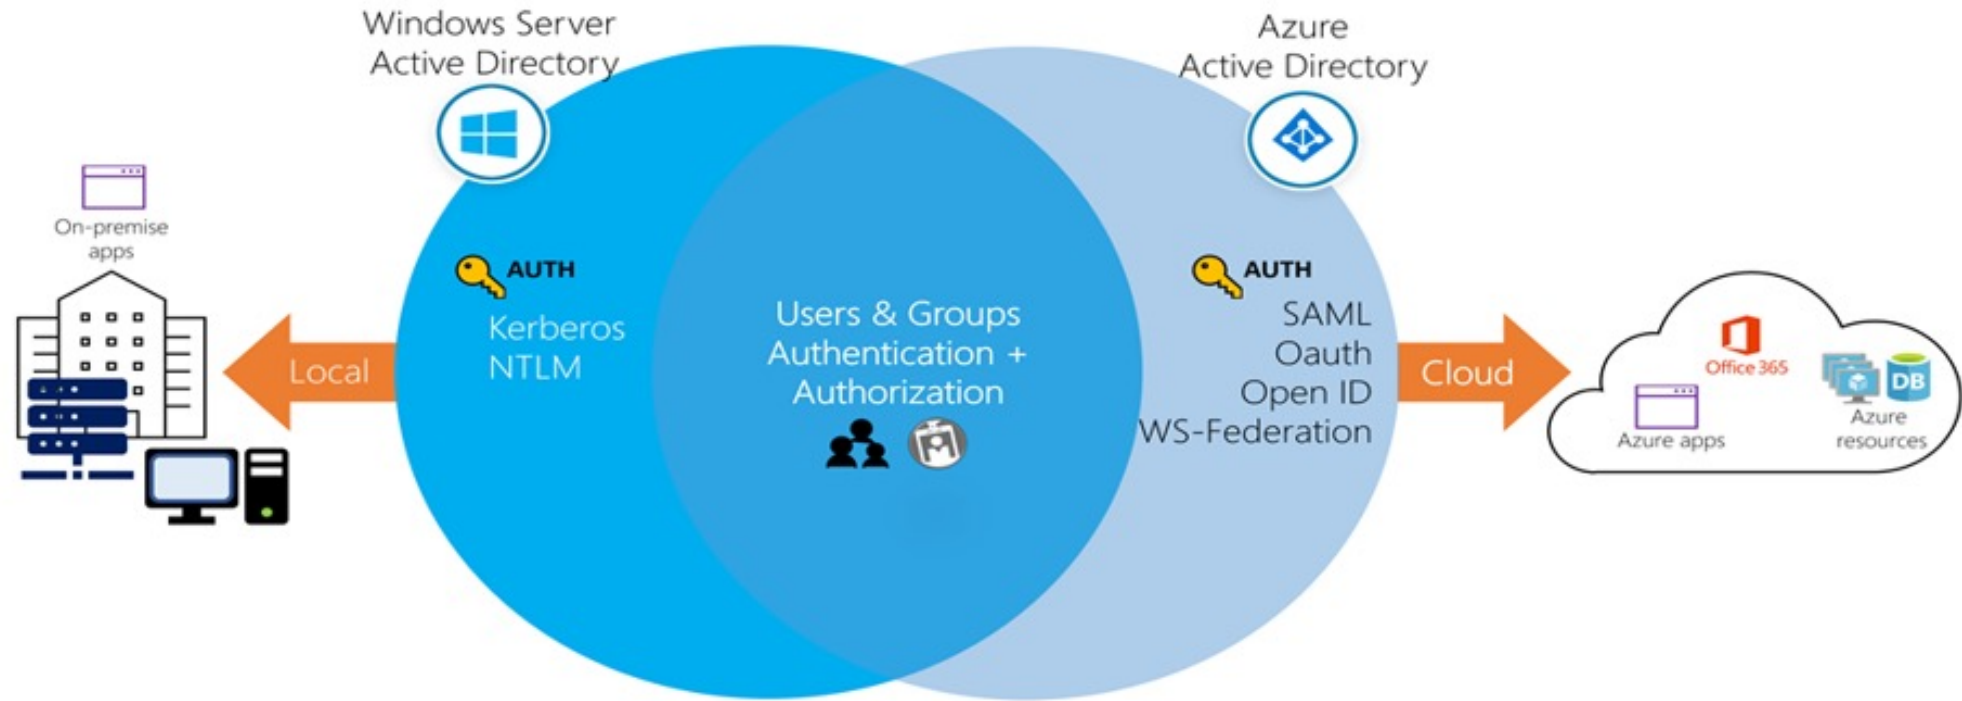 Windows Server
Active Directory
Azure
Active Directory
On-premise
apps
Local
AUTH
Kerberos
NTLM
Users & Groups
Authentication +
Authorization
AUTH
SAML
Oauth
Open ID
WS-Federation
Cloud
Office 365
Azure apps
DB
Azure
resources